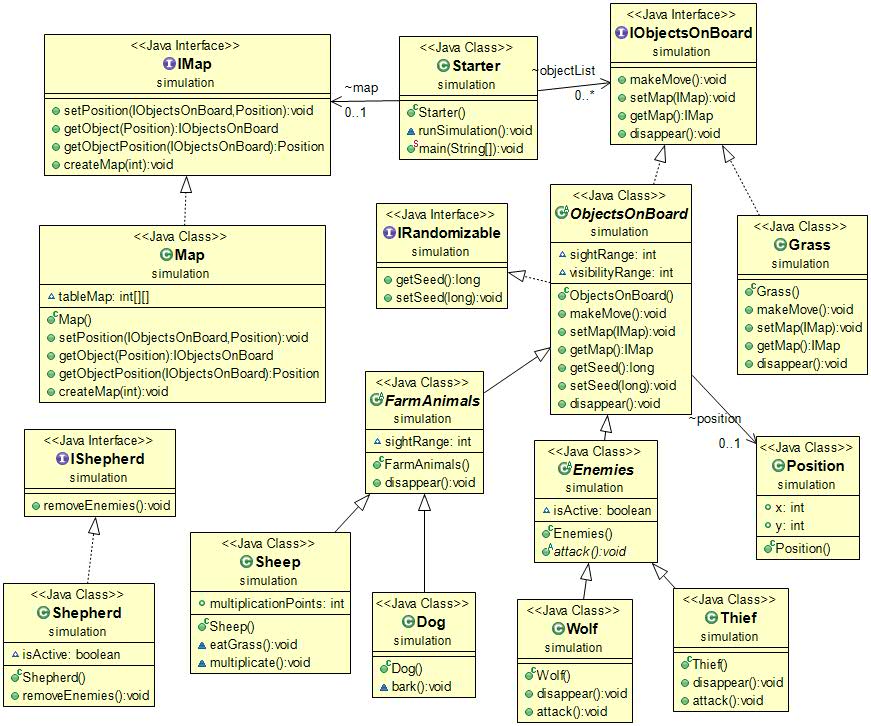 <<Java Interface>>
IMap
simulation
setPosition(IObjectsOnBoard,Position):void
getObject(Position):IObjectsOnBoard
getObjectPosition(IObjectsOnBoard):Position
createMap(int):void
~map
0..1
<<Java Class>>
Starter
simulation
Starter()
runSimulation():void
main(String[]):void
~objectList
0..*
<<Java Interface>>
IObjectsOnBoard
simulation
makeMove():void
setMap(IMap):void
getMap():IMap
disappear():void
<<Java Class>>
Map
simulation
tableMap: int[][]
Map()
setPosition(IObjectsOnBoard,Position):void
getObject(Position):IObjectsOnBoard
getObjectPosition(IObjectsOnBoard):Position
createMap(int):void
<<Java Interface>>
IRandomizable
simulation
getSeed():long
setSeed(long):void
<<Java Class>>
ObjectsOnBoard
simulation
sightRange: int
visibilityRange: int
ObjectsOnBoard()
makeMove():void
setMap(IMap):void
getMap():IMap
getSeed():long
setSeed(long):void
disappear():void
<<Java Class>>
Grass
simulation
Grass()
makeMove():void
setMap(IMap):void
getMap():IMap
disappear():void
<<Java Class>>
FarmAnimals
simulation
sightRange: int
FarmAnimals()
disappear():void
~position
0..1
<<Java Interface>>
IShepherd
simulation
removeEnemies():void
<<Java Class>>
Enemies
simulation
isActive: boolean
Enemies()
attack():void
<<Java Class>>
Position
simulation
x: int
y: int
Position()
<<Java Class>>
Shepherd
simulation
isActive: boolean
Shepherd()
removeEnemies():void
<<Java Class>>
Sheep
simulation
multiplicationPoints: int
Sheep()
eatGrass():void
multiplicate():void
<<Java Class>>
Dog
simulation
Dog()
bark():void
<<Java Class>>
Wolf
simulation
Wolf()
disappear():void
attack():void
<<Java Class>>
Thief
simulation
Thief()
disappear():void
attack():void